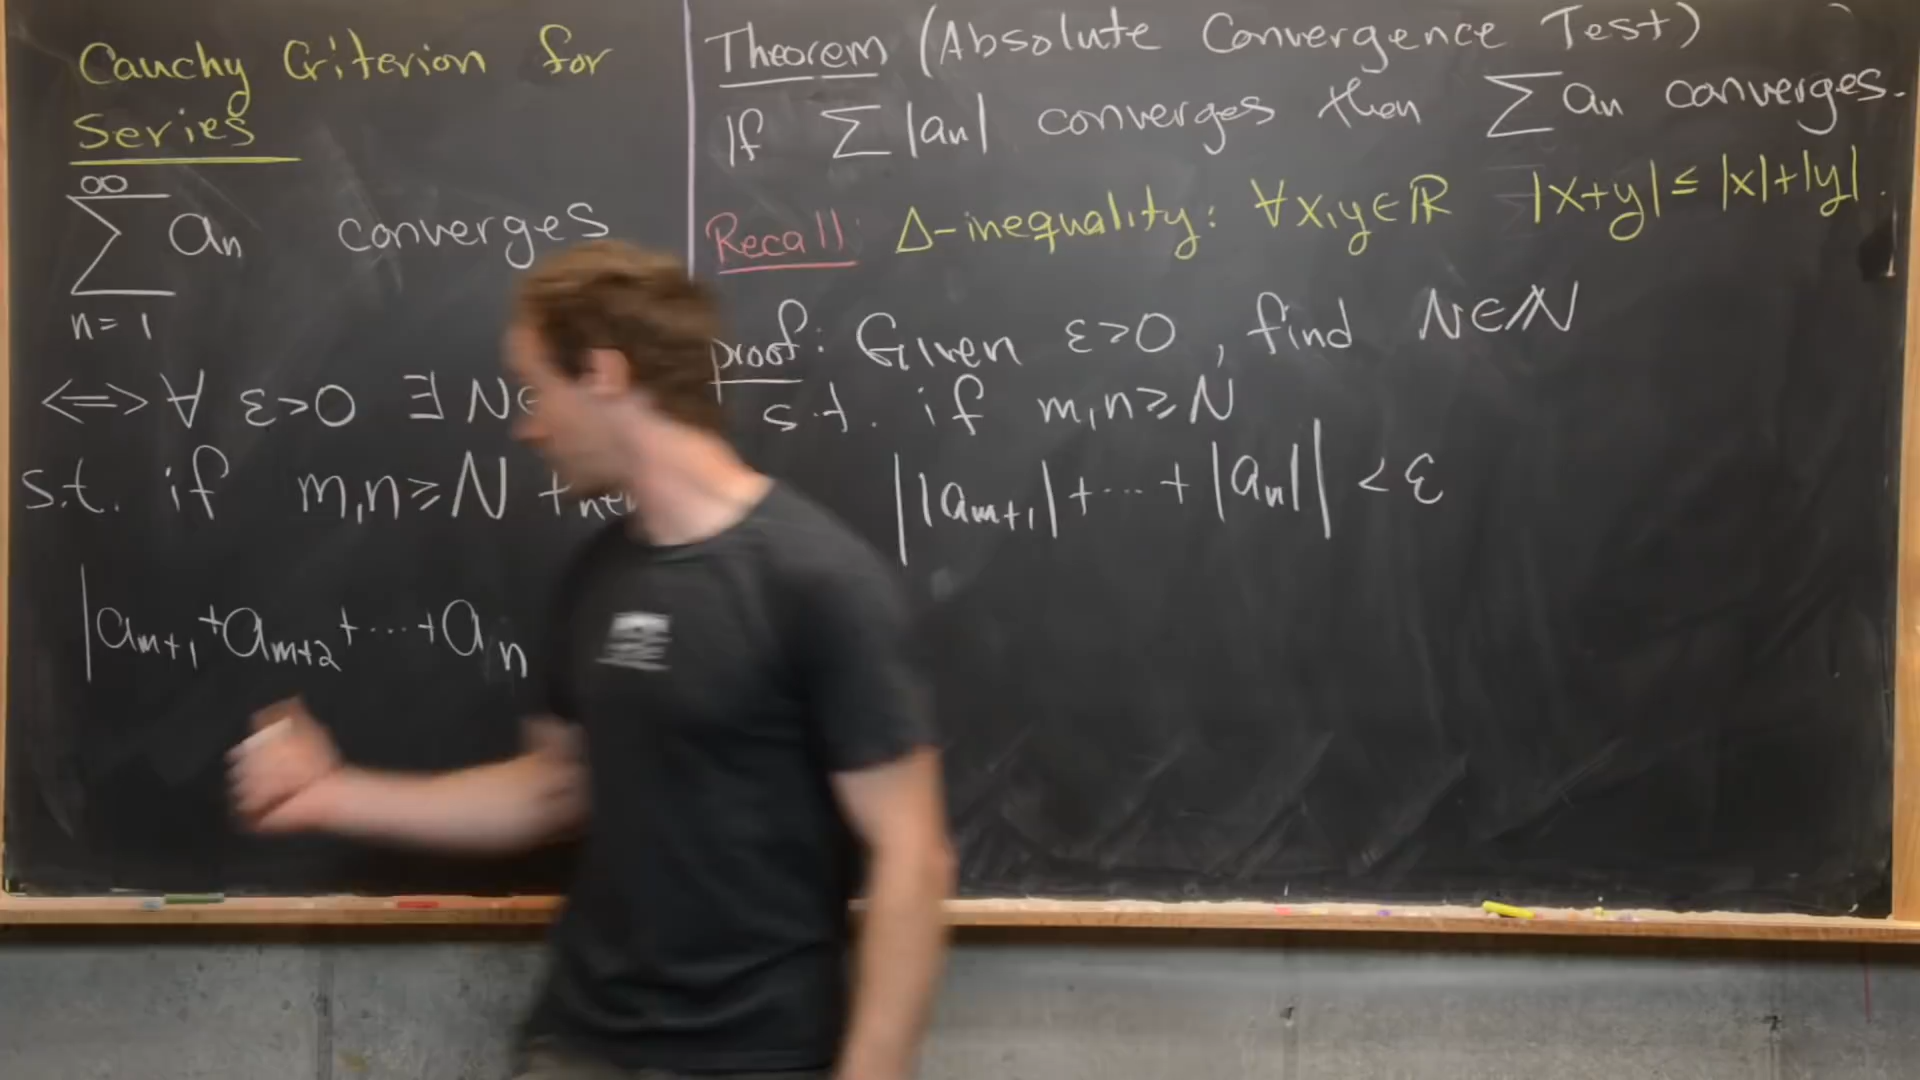 Cauchy Criterion for
Series
∞
∑ an converges
n=1
⟺ ∀ ε>0 ∃ N∈
s.t. if m,n≥N then
|am+1+am+2+···+an
Theorem (Absolute Convergence Test)
If ∑ |an| converges then ∑ an converges.
Recall: Δ-inequality: ∀x,y∈ℝ |x+y|≤|x|+|y|.
proof: Given ε>0, find N∈ℕ
s.t. if m,n≥N
||am+1|+···+|an||<ε